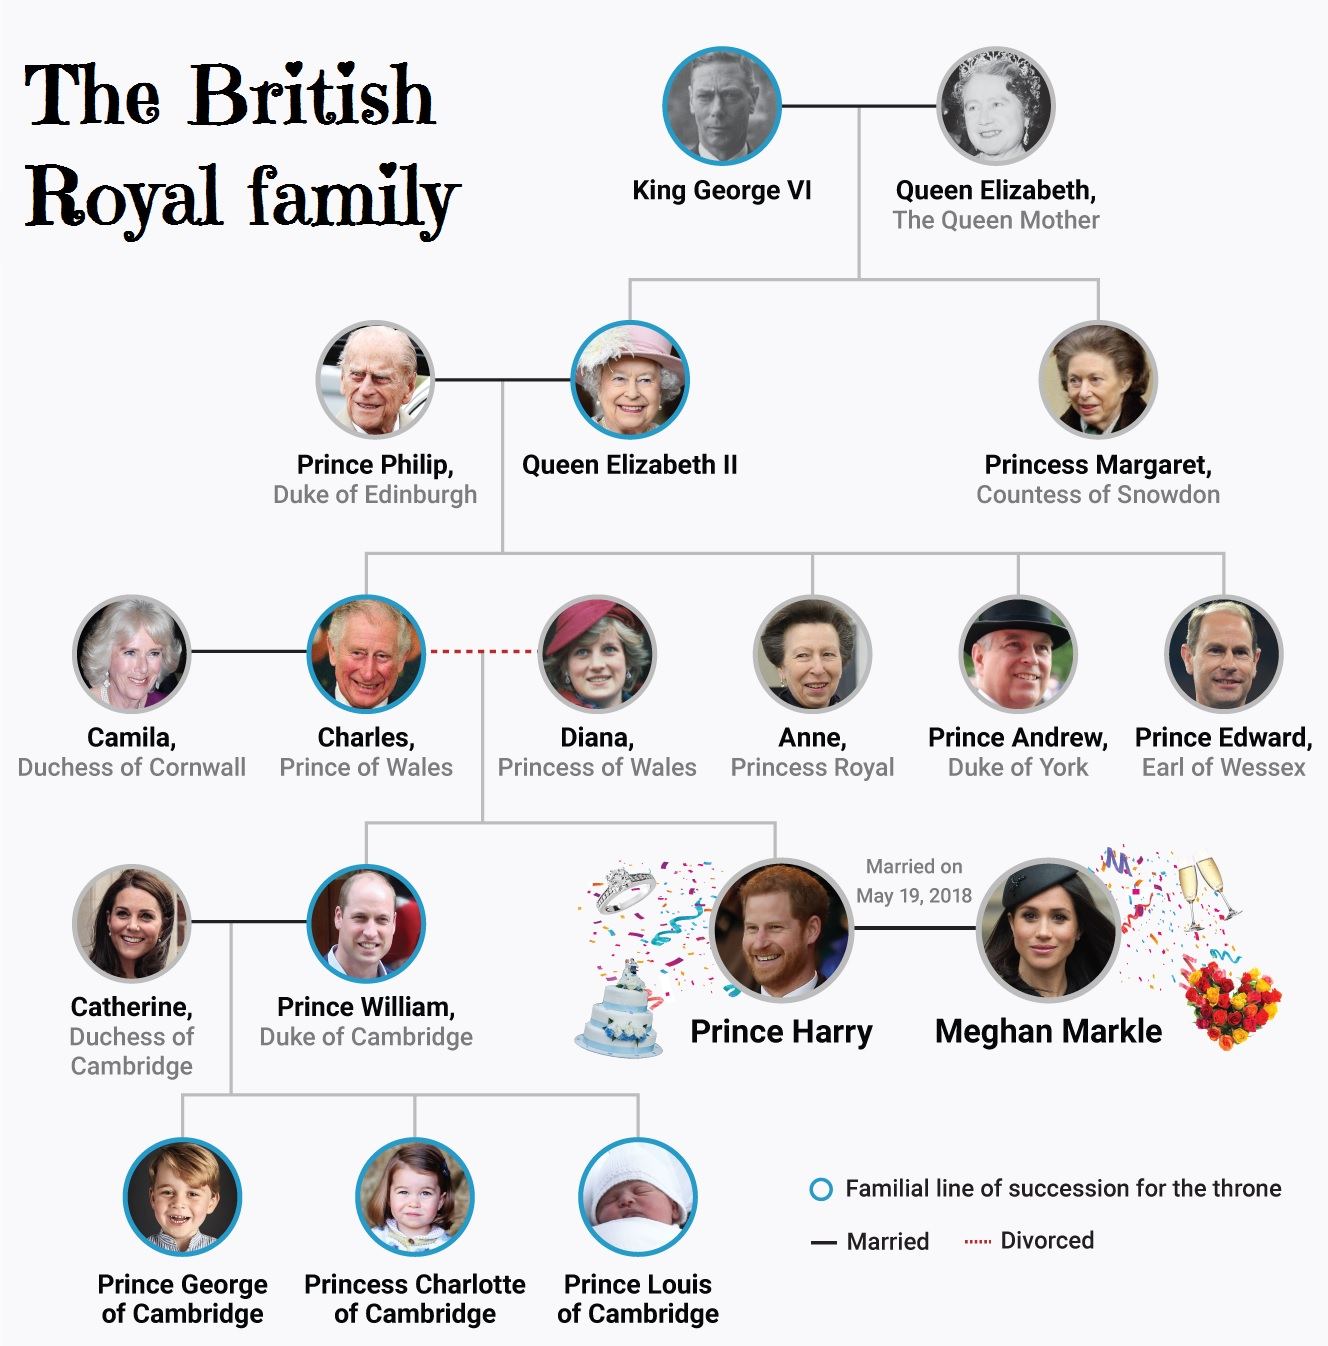 The British
Royal family
King George VI
Queen Elizabeth,
The Queen Mother
Prince Philip,
Duke of Edinburgh
Queen Elizabeth II
Princess Margaret,
Countess of Snowdon
Camila,
Duchess of Cornwall
Charles,
Prince of Wales
Diana,
Princess of Wales
Anne,
Princess Royal
Prince Andrew,
Duke of York
Prince Edward,
Earl of Wessex
Catherine,
Duchess of
Cambridge
Prince William,
Duke of Cambridge
Prince Harry
Married on
May 19, 2018
Meghan Markle
Prince George
of Cambridge
Princess Charlotte
of Cambridge
Prince Louis
of Cambridge
Familial line of succession for the throne
Married
Divorced